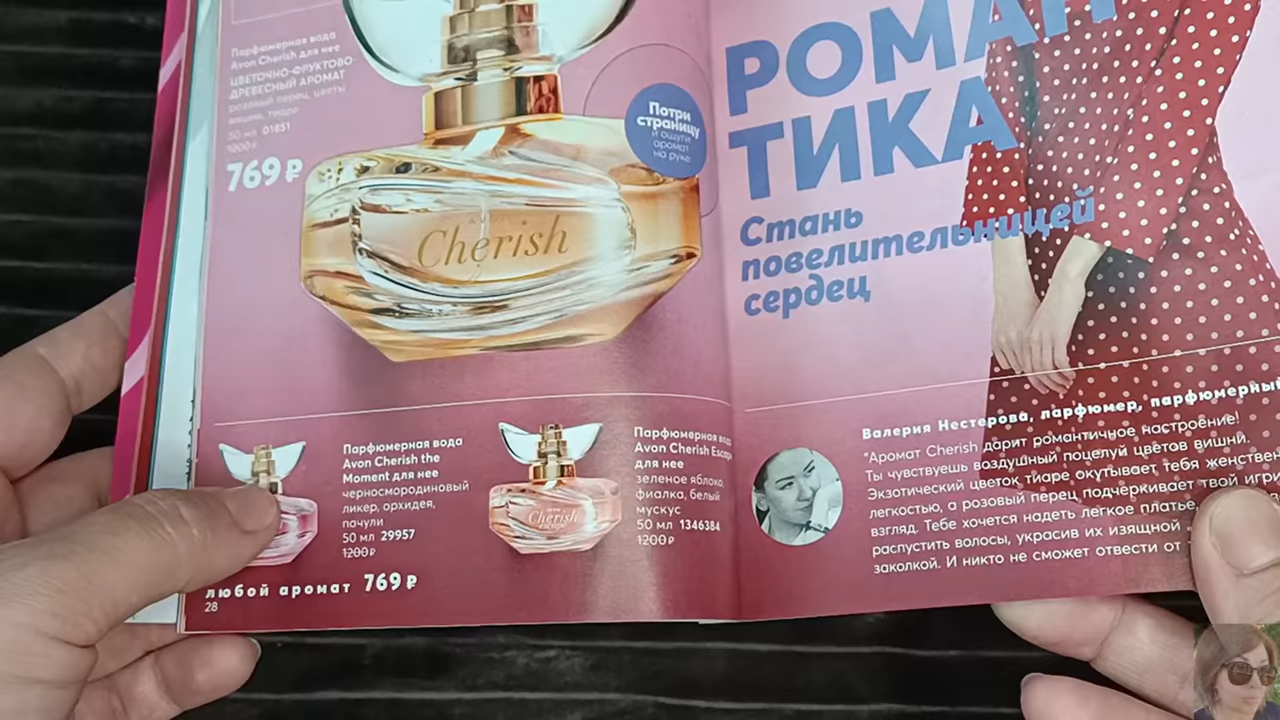 Парфюмерная вода
Avon Cherish для нее
ЦВЕТОЧНО-ФРУКТОВО-
ДРЕВЕСНЫЙ АРОМАТ
розовый перец, цветы
вишни, тиаре
50 мл 01851
1200 ₽
769 ₽
Cherish
Потри
страницу
и ощути
аромат
на руке
РОМАН
ТИКА
Стань
повелительницей
сердец
Парфюмерная вода
Avon Cherish the
Moment для нее
черносмородиновый
ликер, орхидея,
пачули
50 мл 29957
1200 ₽
Cherish
escape
Парфюмерная вода
Avon Cherish Escape
для нее
зеленое яблоко,
фиалка, белый
мускус
50 мл 1346384
1200 ₽
любой аромат 769 ₽
28
Валерия Нестерова, парфюмер, парфюмерный
"Аромат Cherish дарит романтичное настроение!
Ты чувствуешь воздушный поцелуй цветов вишни.
Экзотический цветок тиаре окутывает тебя
легкостью, а розовый перец подчеркивает твой
взгляд. Тебе хочется надеть легкое платье,
распустить волосы, украсив их изящной
заколкой. И никто не сможет отвести от